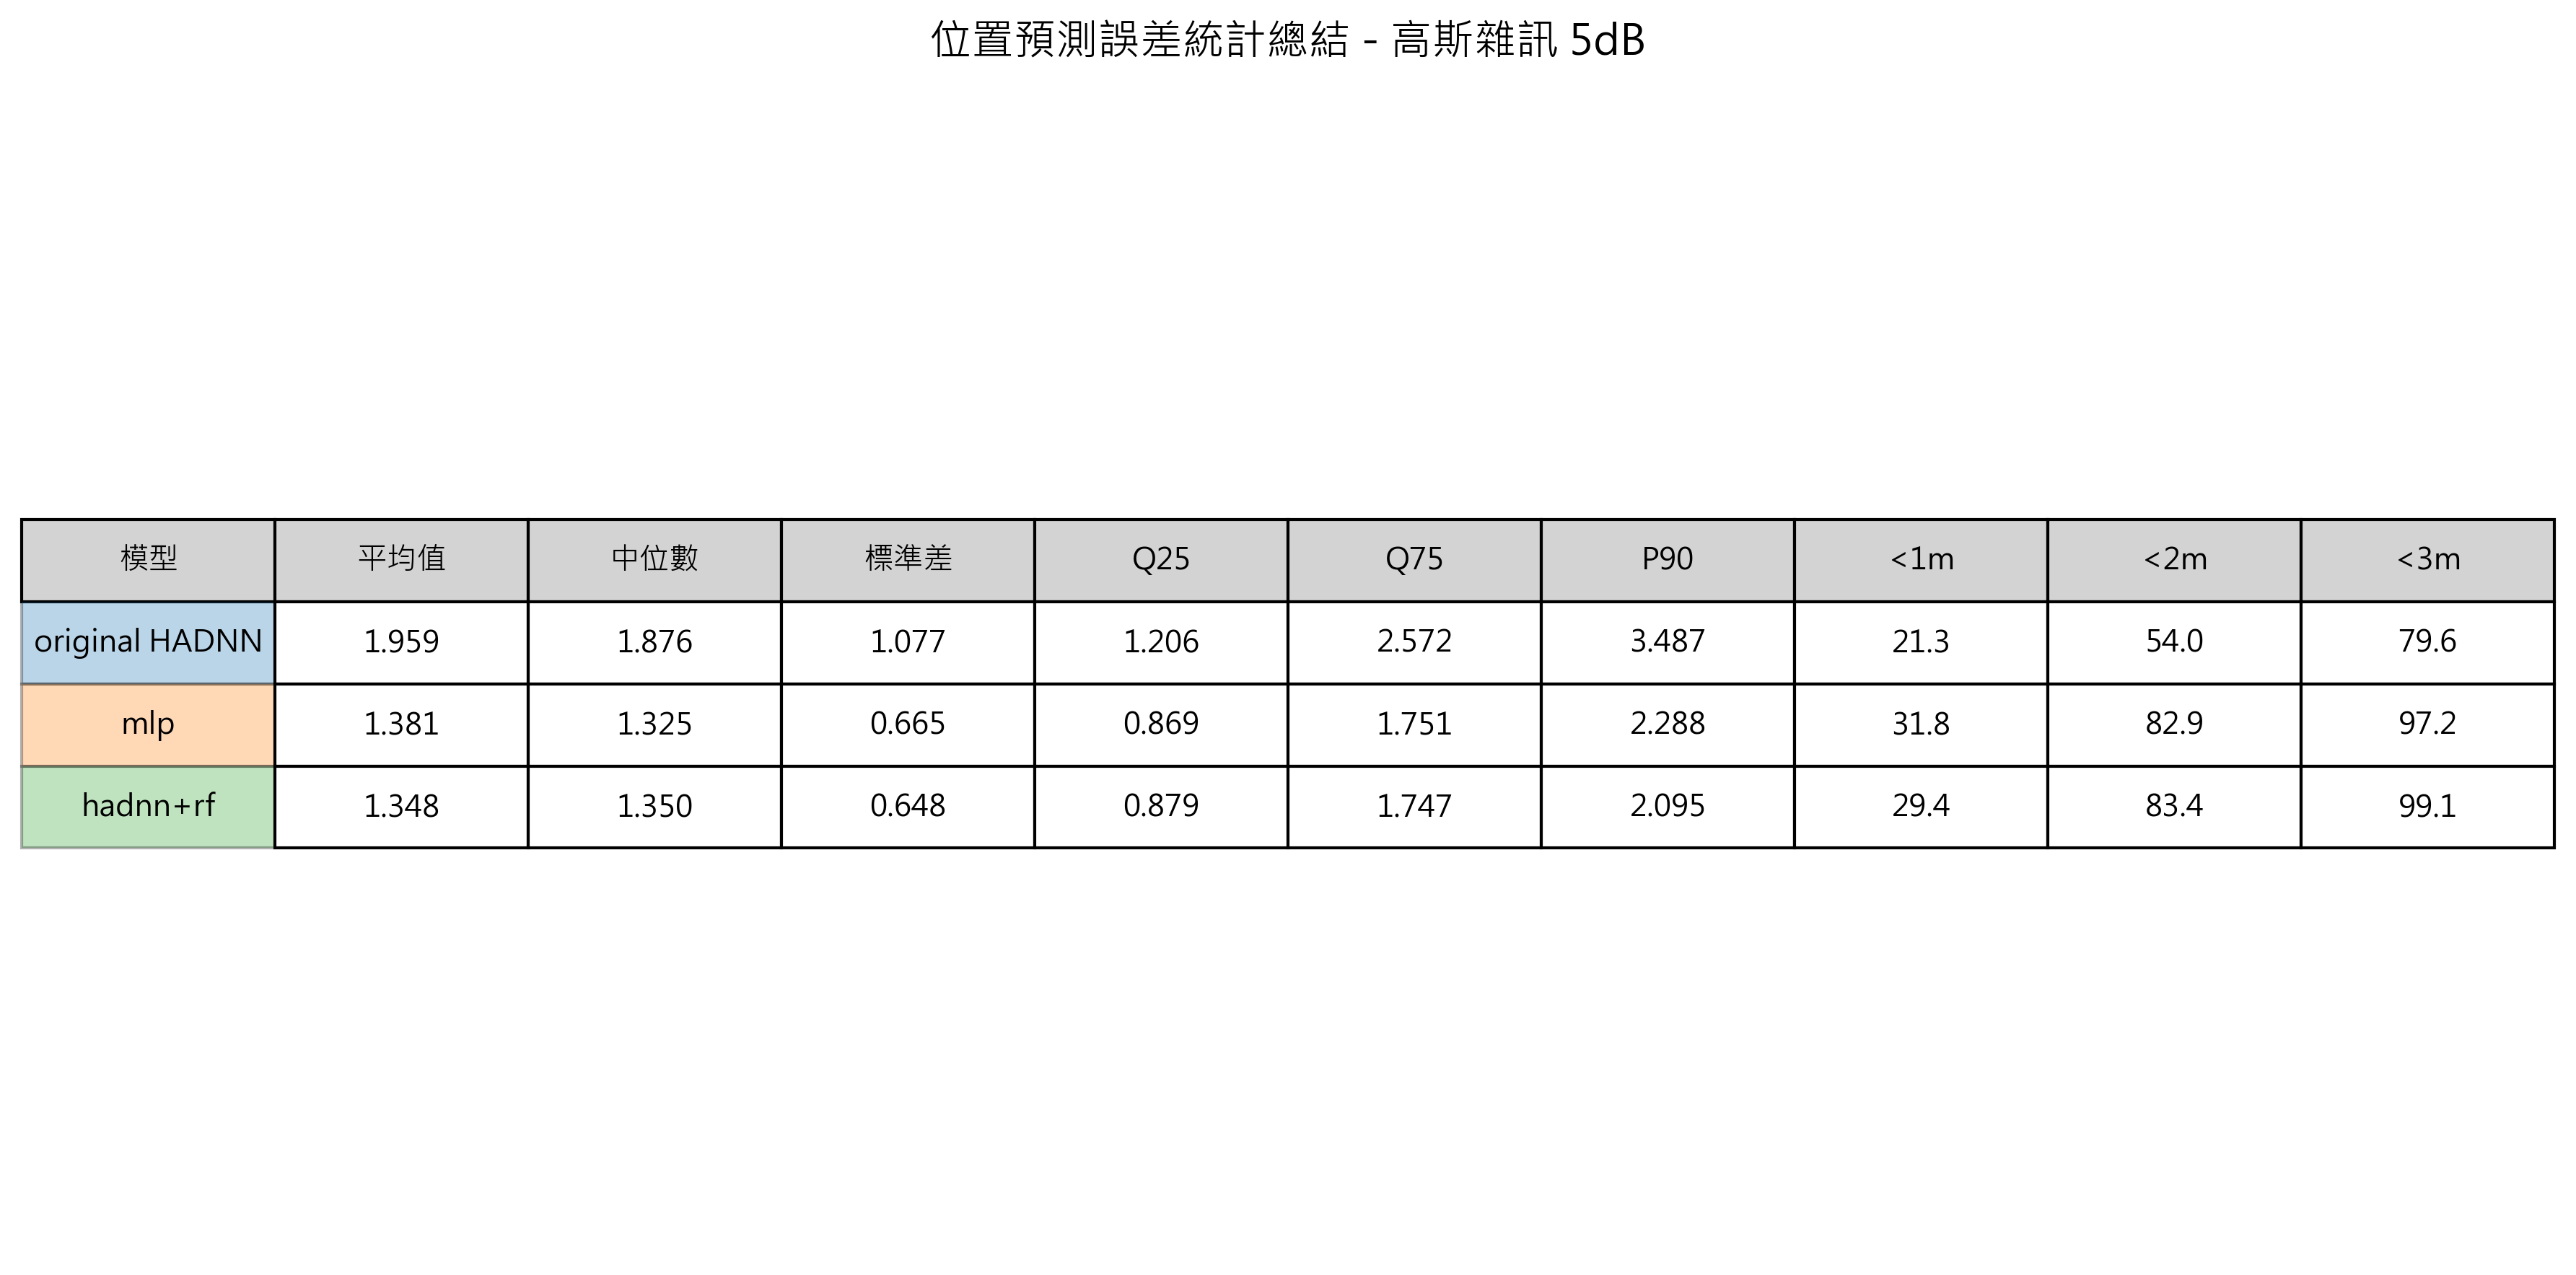 位置預測誤差統計總結 - 高斯雜訊 5dB
模型 平均值 中位數 標準差 Q25 Q75 P90 <1m <2m <3m
original HADNN 1.959 1.876 1.077 1.206 2.572 3.487 21.3 54.0 79.6
mlp 1.381 1.325 0.665 0.869 1.751 2.288 31.8 82.9 97.2
hadnn+rf 1.348 1.350 0.648 0.879 1.747 2.095 29.4 83.4 99.1